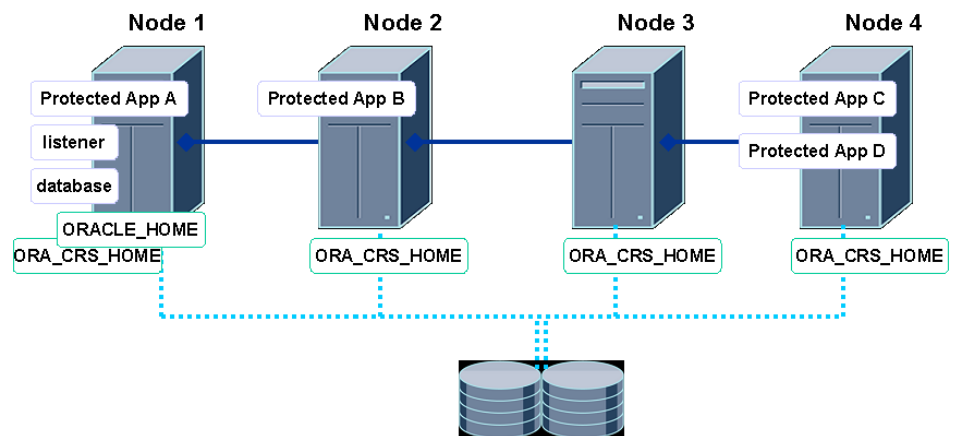 Node 1
Node 2
Node 3
Node 4
Protected App A
Protected App B
Protected App C
listener
Protected App D
database
ORACLE_HOME
ORA_CRS_HOME
ORA_CRS_HOME
ORA_CRS_HOME
ORA_CRS_HOME